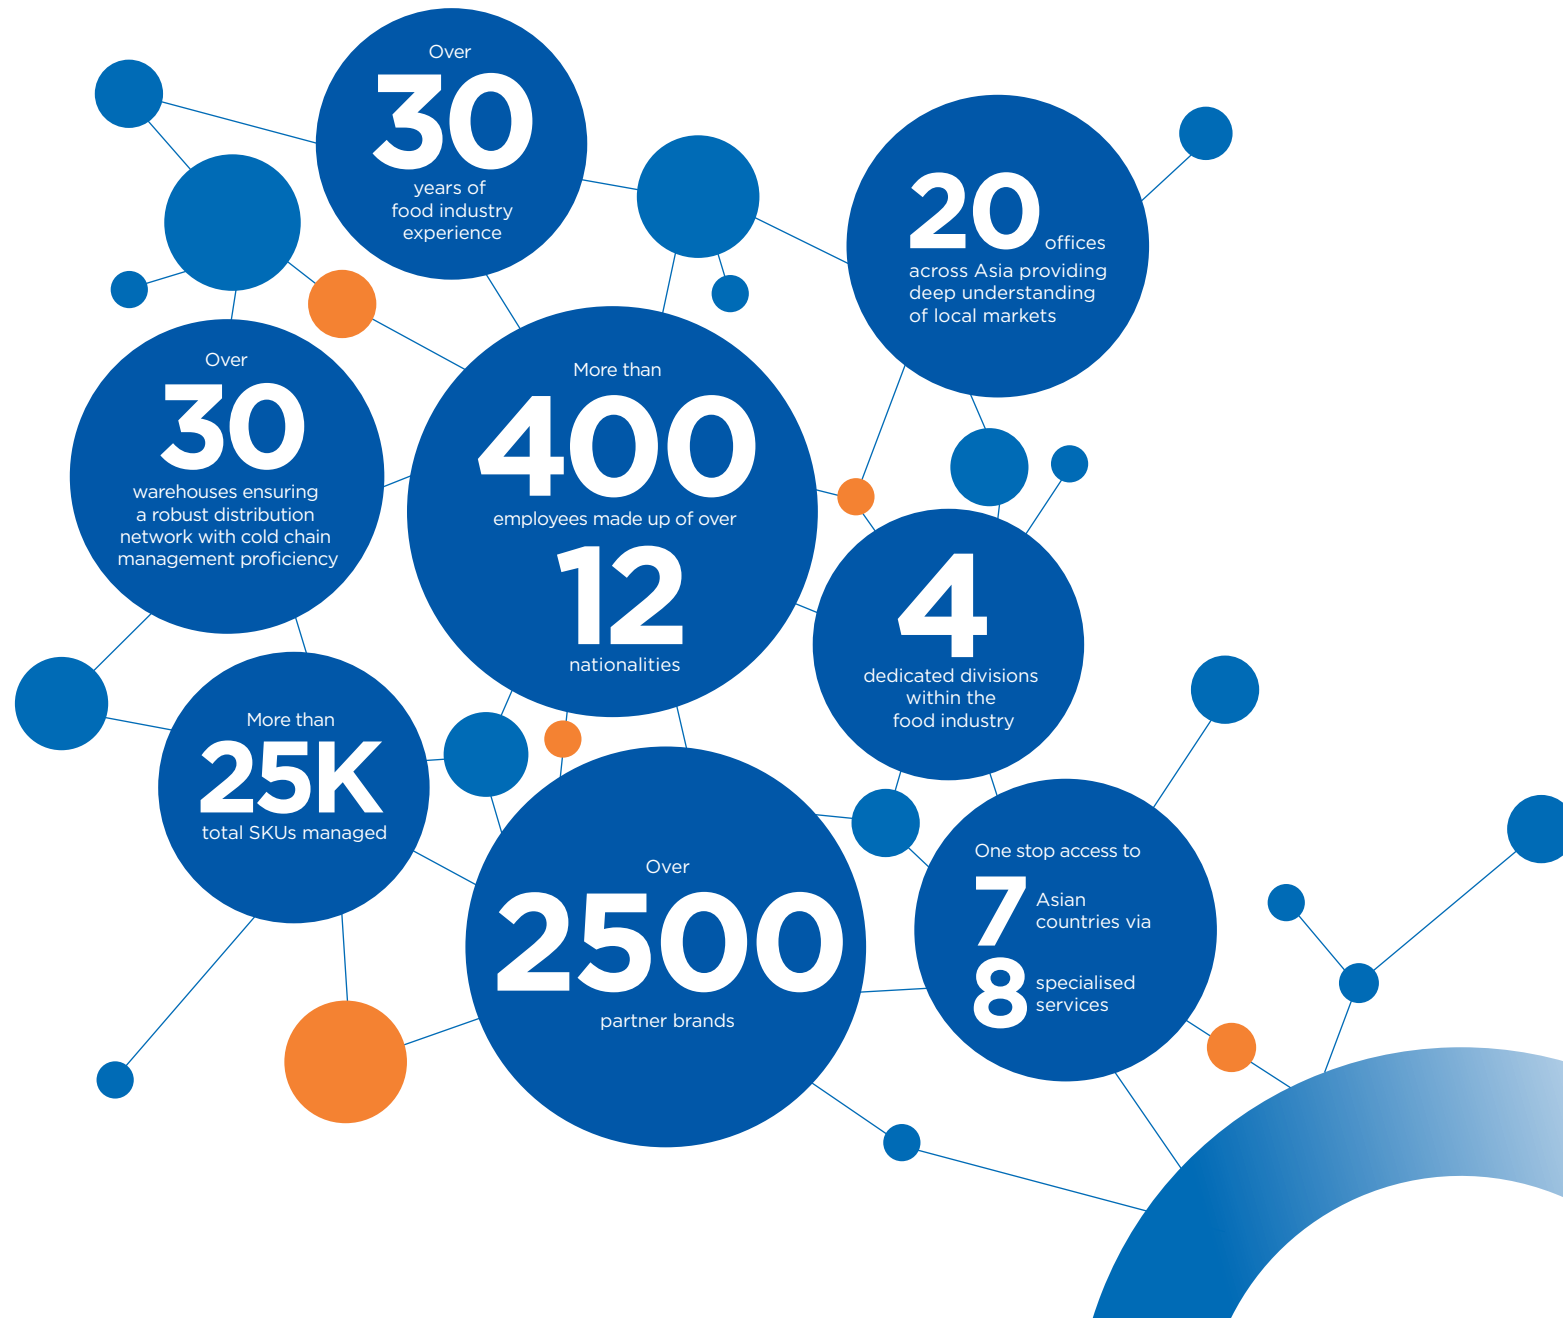 Over
30
years of
food industry
experience
20 offices
across Asia providing
deep understanding
of local markets
Over
30
warehouses ensuring
a robust distribution
network with cold chain
management proficiency
More than
400
employees made up of over
12
nationalities
4
dedicated divisions
within the
food industry
More than
25K
total SKUs managed
Over
2500
partner brands
One stop access to
7 Asian
countries via
8 specialised
services